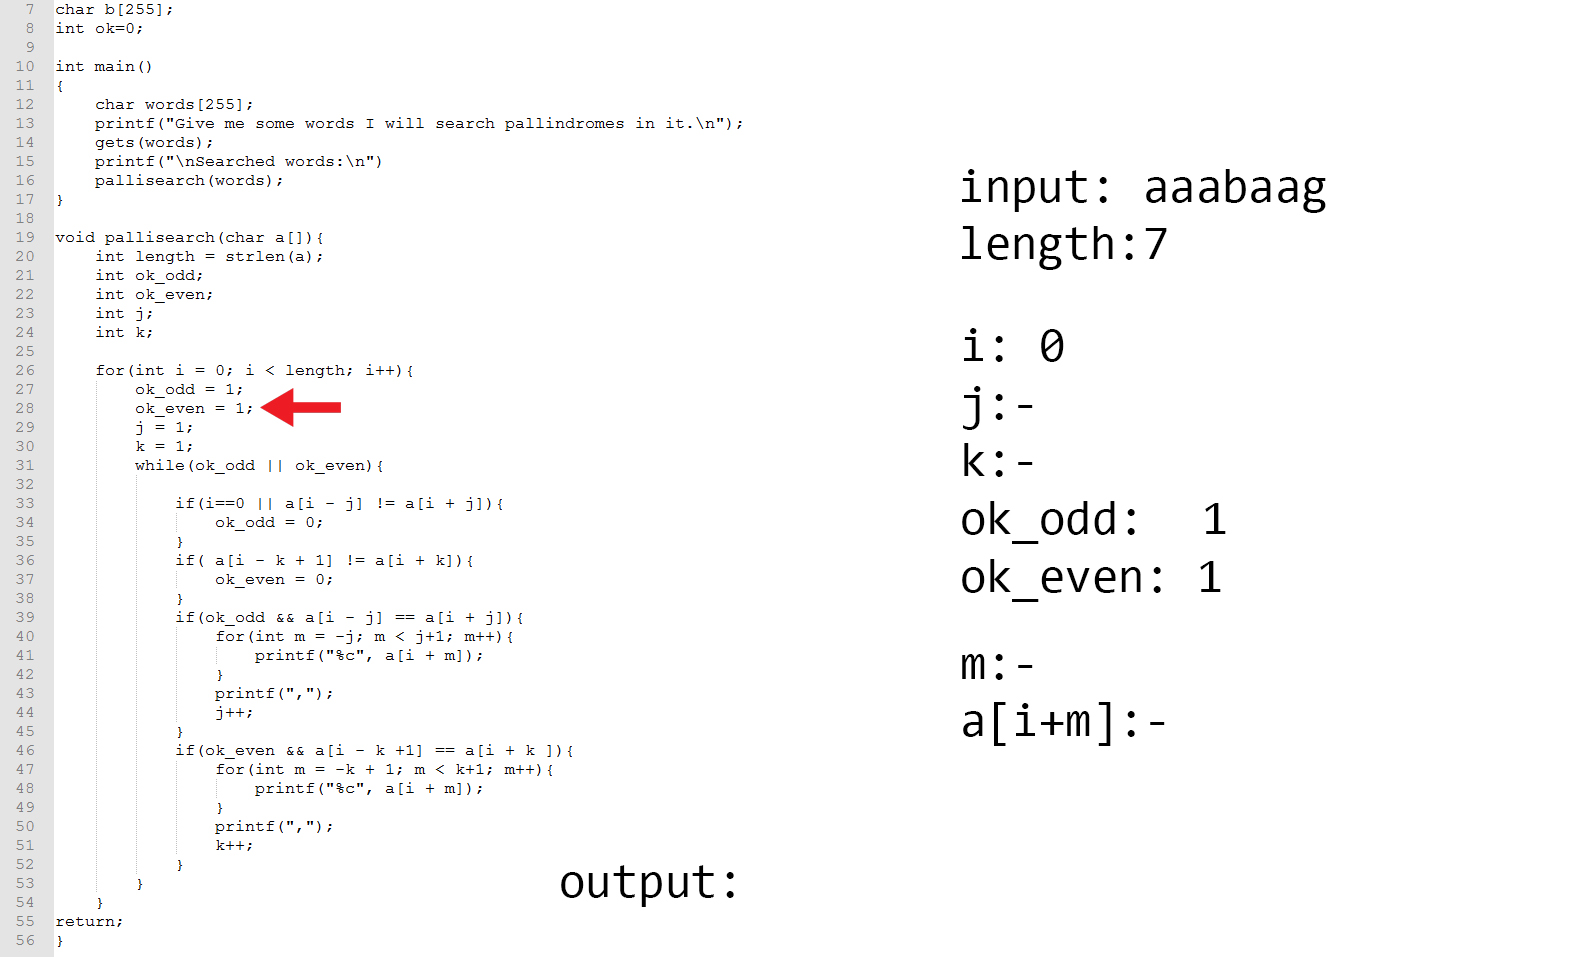 7 char b[255];
8 int ok=0;
9
10 int main()
11 {
12 char words[255];
13 printf("Give me some words I will search pallindromes in it.\n");
14 gets(words);
15 printf("\nSearched words:\n")
16 pallisearch(words);
17 }
18
19 void pallisearch(char a[]){
20 int length = strlen(a);
21 int ok_odd;
22 int ok_even;
23 int j;
24 int k;
25
26 for(int i = 0; i < length; i++){
27 ok_odd = 1;
28 ok_even = 1;
29 j = 1;
30 k = 1;
31 while(ok_odd || ok_even){
32
33 if(i==0 || a[i - j] != a[i + j]){
34 ok_odd = 0;
35 }
36 if( a[i - k + 1] != a[i + k]){
37 ok_even = 0;
38 }
39 if(ok_odd && a[i - j] == a[i + j]){
40 for(int m = -j; m < j+1; m++){
41 printf("%c", a[i + m]);
42 }
43 printf(",");
44 j++;
45 }
46 if(ok_even && a[i - k +1] == a[i + k ]){
47 for(int m = -k + 1; m < k+1; m++){
48 printf("%c", a[i + m]);
49 }
50 printf(",");
51 k++;
52 }
53 }
54 }
55 return;
56 }
input: aaabaag
length:7
i: 0
j:-
k:-
ok_odd: 1
ok_even: 1
m:-
a[i+m]:-
output: